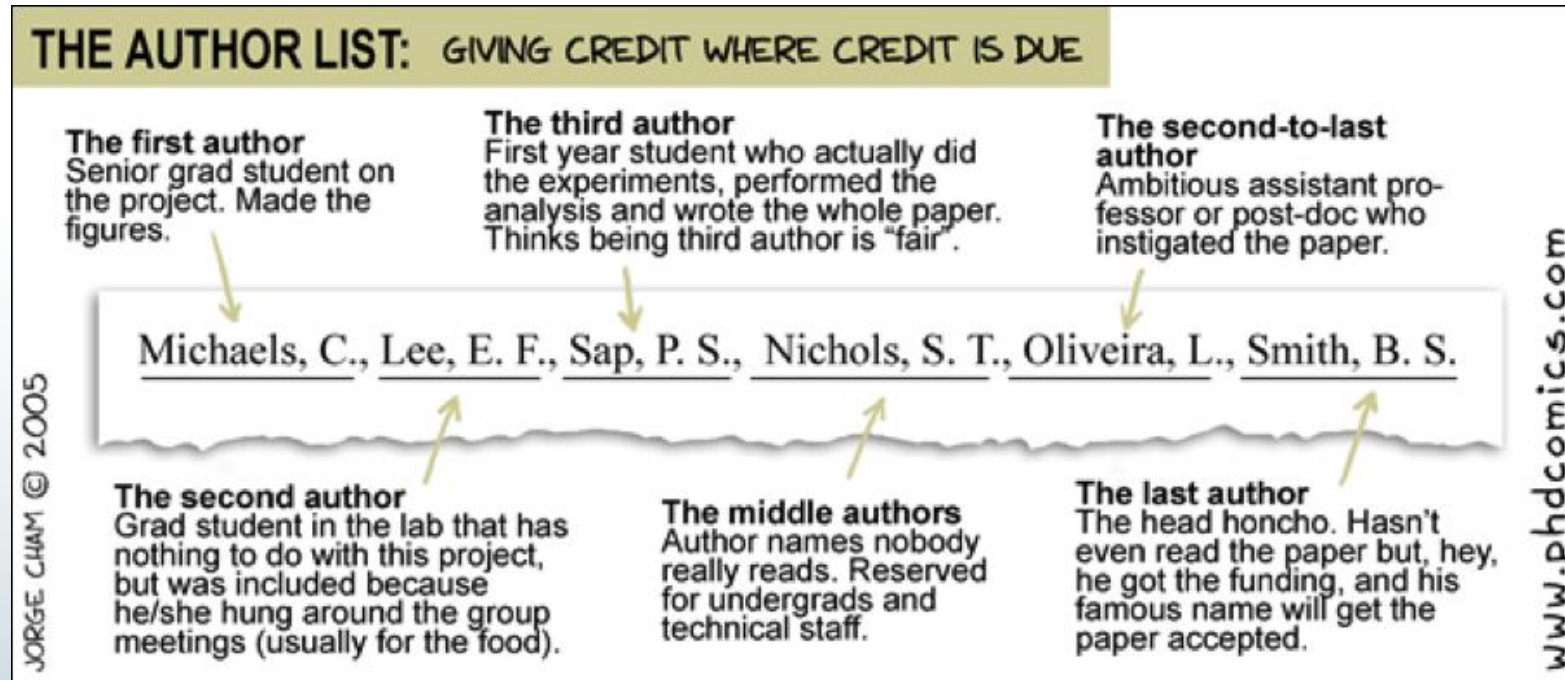 THE AUTHOR LIST: GIVING CREDIT WHERE CREDIT IS DUE
The first author
Senior grad student on
the project. Made the
figures.
The third author
First year student who actually did
the experiments, performed the
analysis and wrote the whole paper.
Thinks being third author is “fair”.
The second-to-last
author
Ambitious assistant pro-
fessor or post-doc who
instigated the paper.
Michaels, C., Lee, E. F., Sap, P. S., Nichols, S. T., Oliveira, L., Smith, B. S.
The second author
Grad student in the lab that has
nothing to do with this project,
but was included because
he/she hung around the group
meetings (usually for the food).
The middle authors
Author names nobody
really reads. Reserved
for undergrads and
technical staff.
The last author
The head honcho. Hasn’t
even read the paper but, hey,
he got the funding, and his
famous name will get the
paper accepted.
JORGE CHAM © 2005
www.phdcomics.com